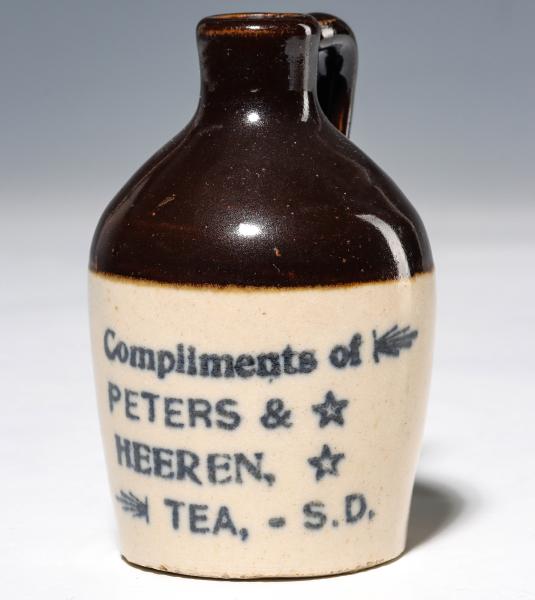 Compliments of
PETERS &
HEEREN,
TEA, - S.D.